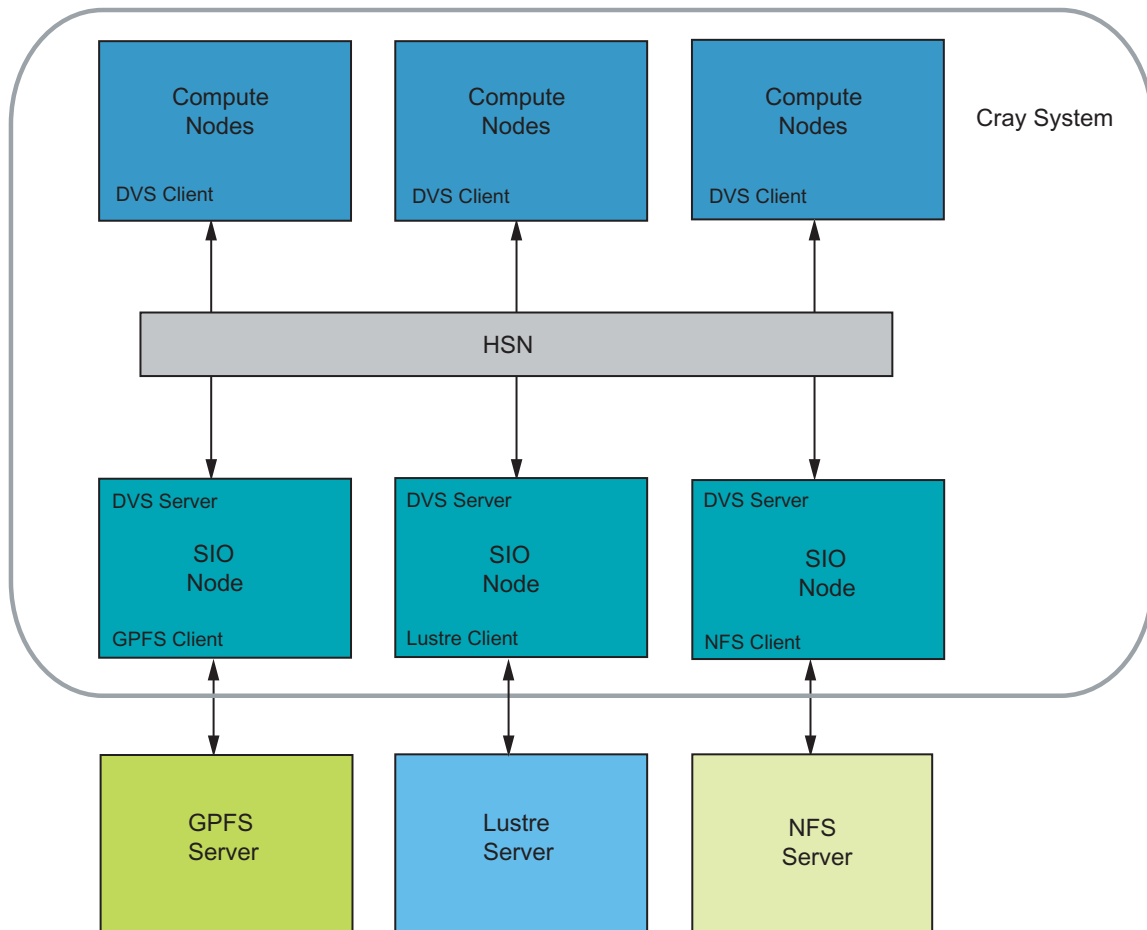 Compute
Nodes
DVS Client
Compute
Nodes
DVS Client
Compute
Nodes
DVS Client
Cray System
HSN
DVS Server
SIO
Node
GPFS Client
DVS Server
SIO
Node
Lustre Client
DVS Server
SIO
Node
NFS Client
GPFS
Server
Lustre
Server
NFS
Server